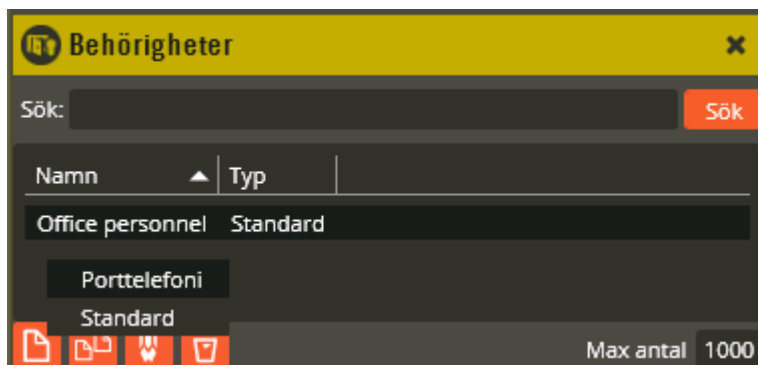 Behörigheter
Sök: Sök
Namn Typ
Office personnel Standard
Porttelefoni
Standard
Max antal 1000